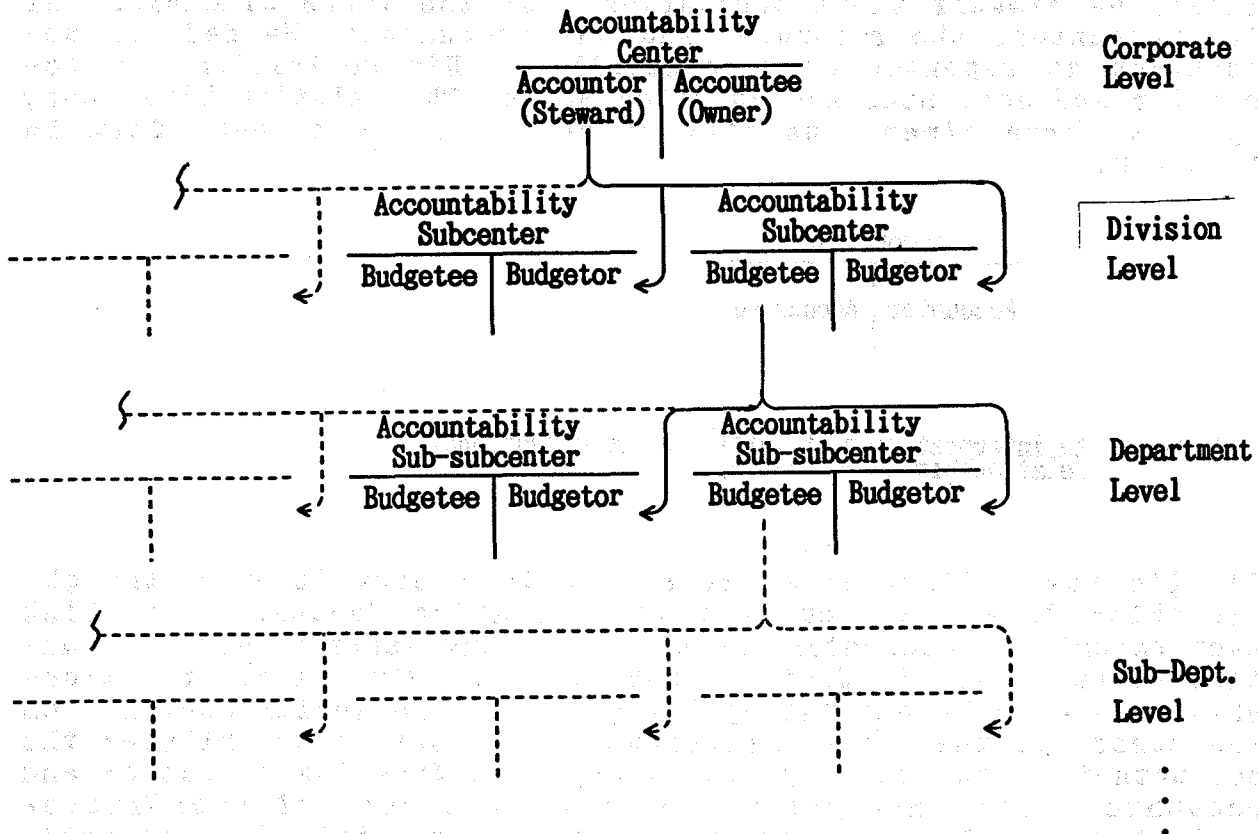 Accountability
Center
Accountor Accountee
(Steward) (Owner)
Corporate
Level
Accountability
Subcenter
Budgetee Budgetor
Accountability
Subcenter
Budgetee Budgetor
Division
Level
Accountability
Sub-subcenter
Budgetee Budgetor
Accountability
Sub-subcenter
Budgetee Budgetor
Department
Level
Sub-Dept.
Level